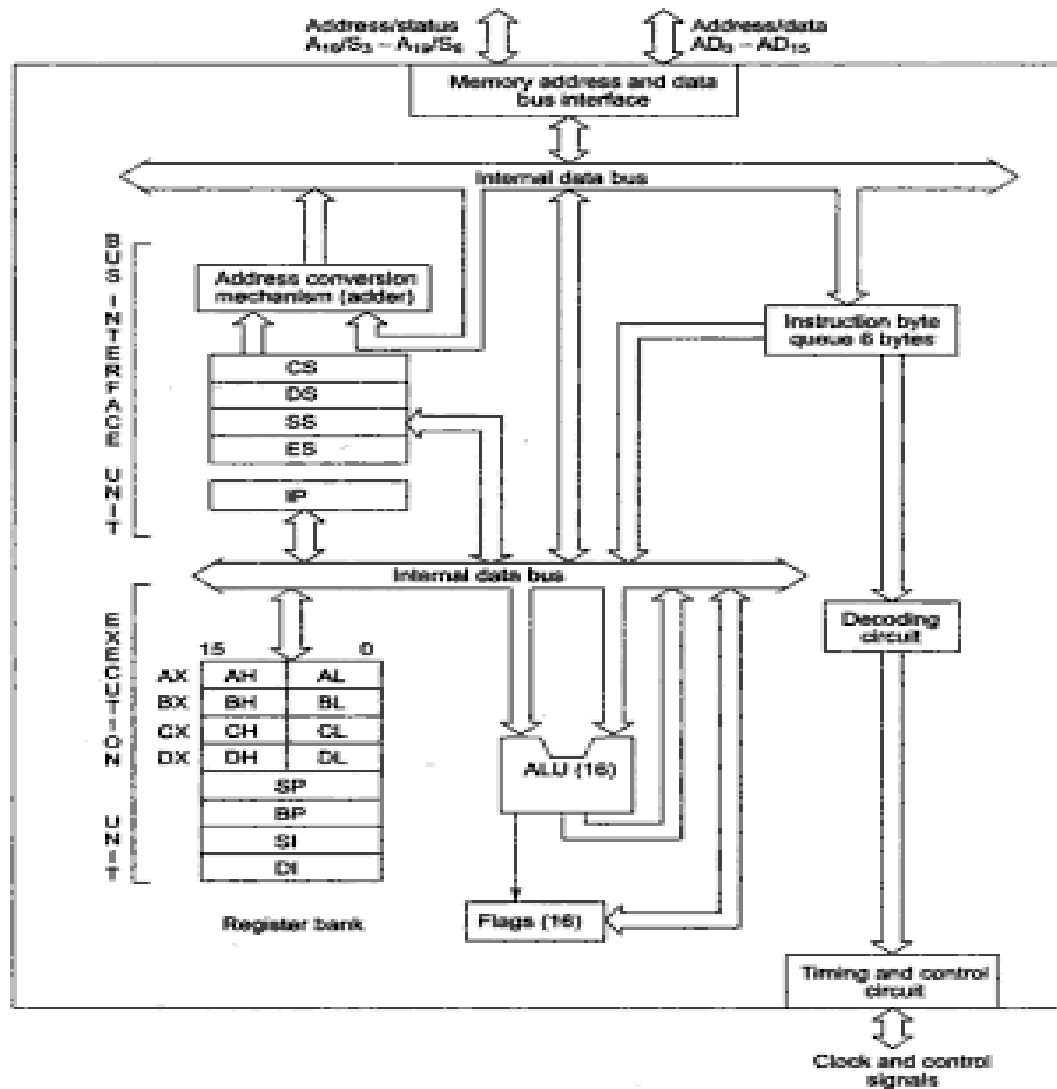 Address/status
A₁₆/S₃ – A₁₉/S₆
Address/data
AD₀ – AD₁₅
Memory address and data
bus interface
Internal data bus
BUS INTERFACE UNIT
Address conversion
mechanism (adder)
Instruction byte
queue 6 bytes
CS
DS
SS
ES
IP
Internal data bus
EXECUTION UNIT
15 0
AX AH AL
BX BH BL
CX CH CL
DX DH DL
SP
BP
SI
DI
Register bank
ALU (16)
Flags (16)
Decoding
circuit
Timing and control
circuit
Clock and control
signals